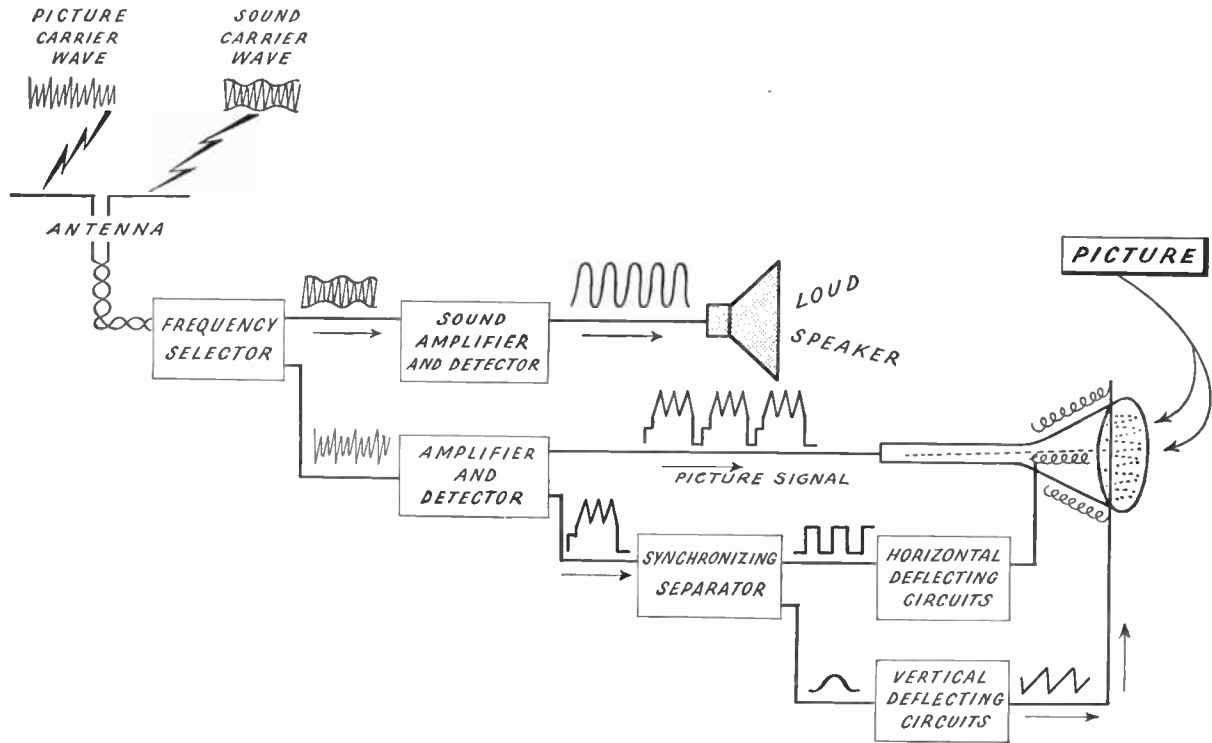 PICTURE
CARRIER
WAVE
SOUND
CARRIER
WAVE
ANTENNA
FREQUENCY
SELECTOR
SOUND
AMPLIFIER
AND DETECTOR
LOUD
SPEAKER
PICTURE
AMPLIFIER
AND
DETECTOR
PICTURE SIGNAL
SYNCHRONIZING
SEPARATOR
HORIZONTAL
DEFLECTING
CIRCUITS
VERTICAL
DEFLECTING
CIRCUITS